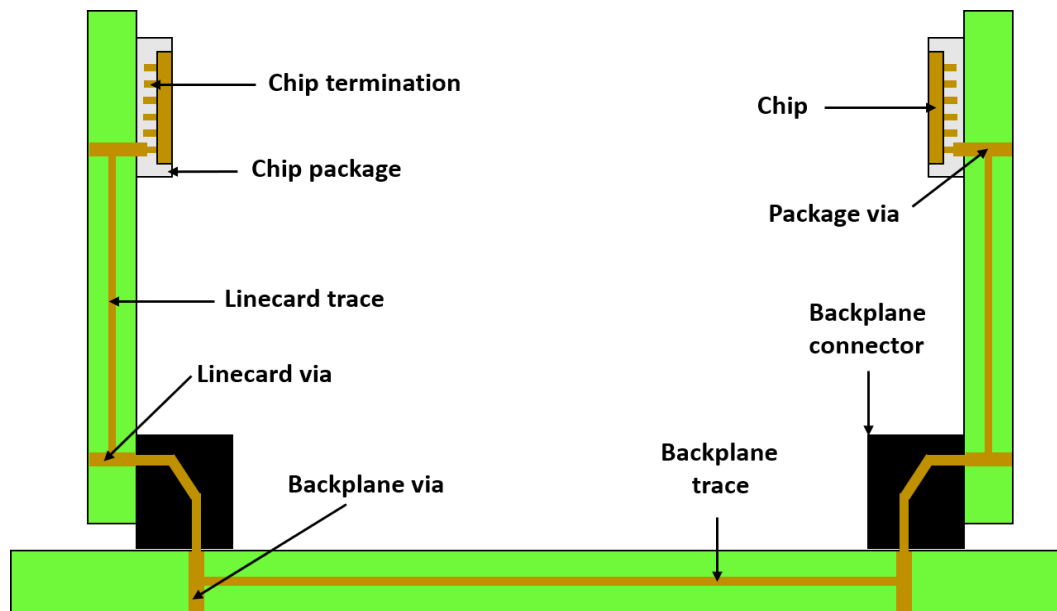 Chip termination
Chip
Chip package
Package via
Linecard trace
Backplane
connector
Linecard via
Backplane
trace
Backplane via